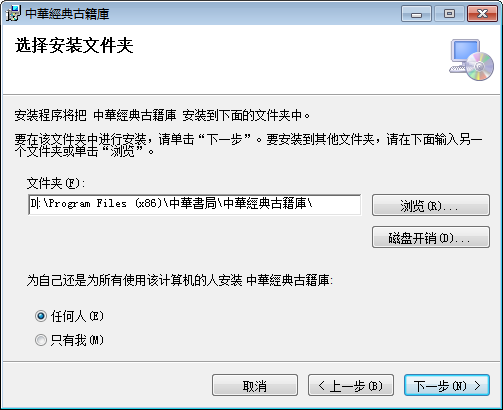 中華經典古籍庫
选择安装文件夹
安装程序将把 中華經典古籍庫 安装到下面的文件夹中。
要在该文件夹中进行安装，请单击“下一步”。要安装到其他文件夹，请在下面输入另一个文件夹或单击“浏览”。
文件夹(F):
D:\Program Files (x86)\中華書局\中華經典古籍庫\
浏览(R)...
磁盘开销(D)...
为自己还是为所有使用该计算机的人安装 中華經典古籍庫:
任何人(E)
只有我(M)
取消
< 上一步(B)
下一步(N) >